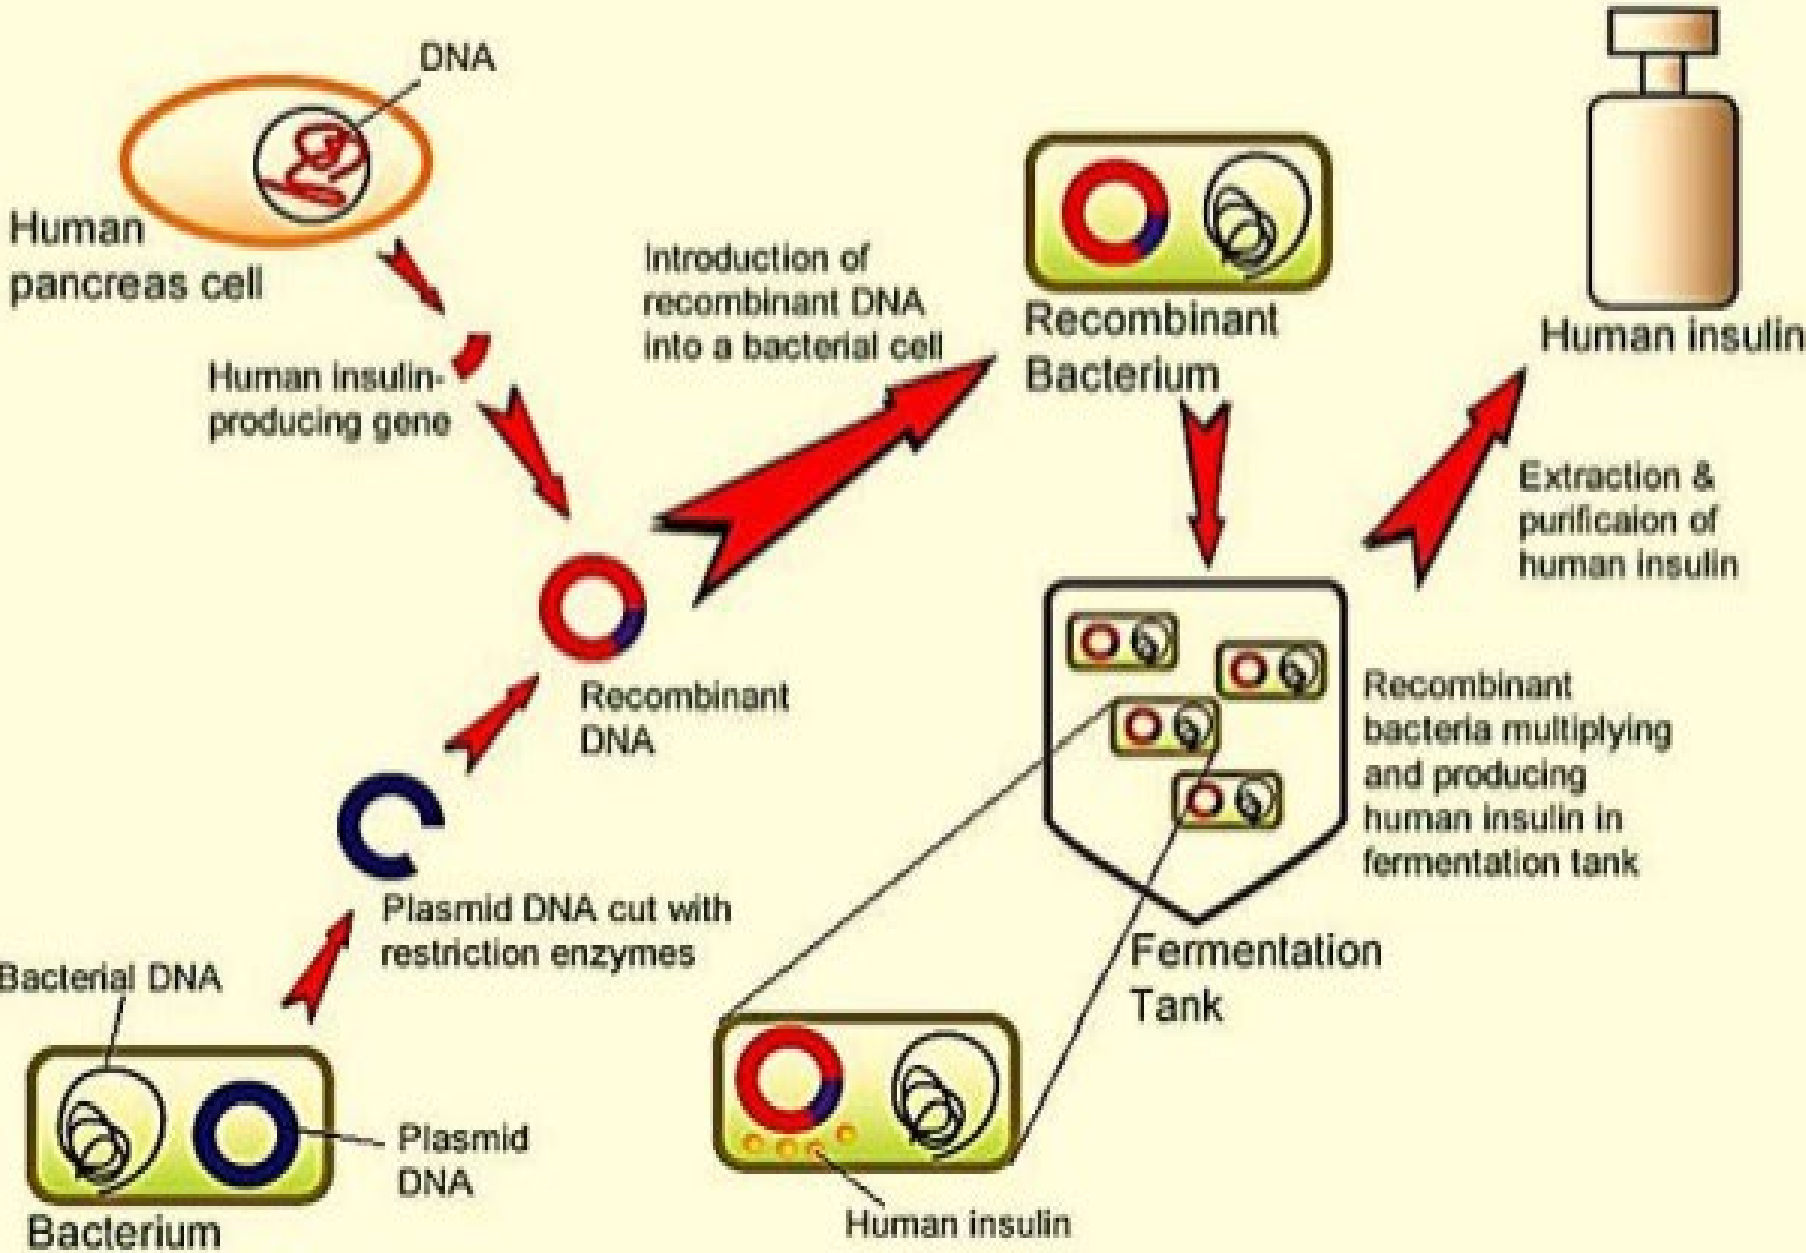 DNA
Human
pancreas cell
Human insulin-
producing gene
Introduction of
recombinant DNA
into a bacterial cell
Recombinant
Bacterium
Human insulin
Extraction &
purificaion of
human insulin
Recombinant
DNA
Recombinant
bacteria multiplying
and producing
human insulin in
fermentation tank
Plasmid DNA cut with
restriction enzymes
Fermentation
Tank
Bacterial DNA
Plasmid
DNA
Bacterium
Human insulin